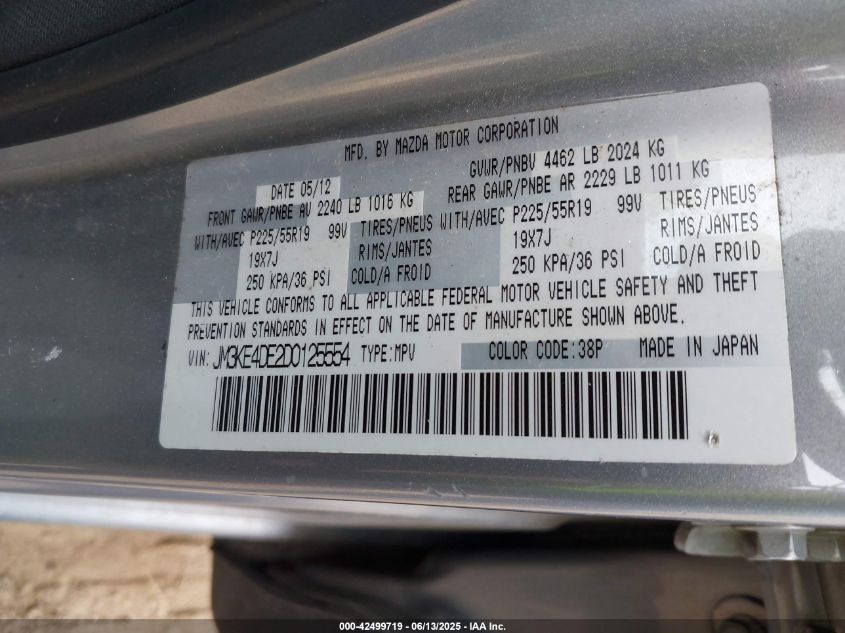 MFD. BY MAZDA MOTOR CORPORATION
DATE 05/12 GVWR/PNBV 4462 LB 2024 KG
FRONT GAWR/PNBE AV 2240 LB 1016 KG REAR GAWR/PNBE AR 2229 LB 1011 KG
WITH/AVEC P225/55R19 99V TIRES/PNEUS WITH/AVEC P225/55R19 99V TIRES/PNEUS
19X7J RIMS/JANTES 19X7J RIMS/JANTES
250 KPA/36 PSI COLD/A FROID 250 KPA/36 PSI COLD/A FROID
THIS VEHICLE CONFORMS TO ALL APPLICABLE FEDERAL MOTOR VEHICLE SAFETY AND THEFT
PREVENTION STANDARDS IN EFFECT ON THE DATE OF MANUFACTURE SHOWN ABOVE.
VIN: JM3KE4DE2D0125554 TYPE:MPV COLOR CODE:38P MADE IN JAPAN
000-42499719 - 06/13/2025 - IAA Inc.